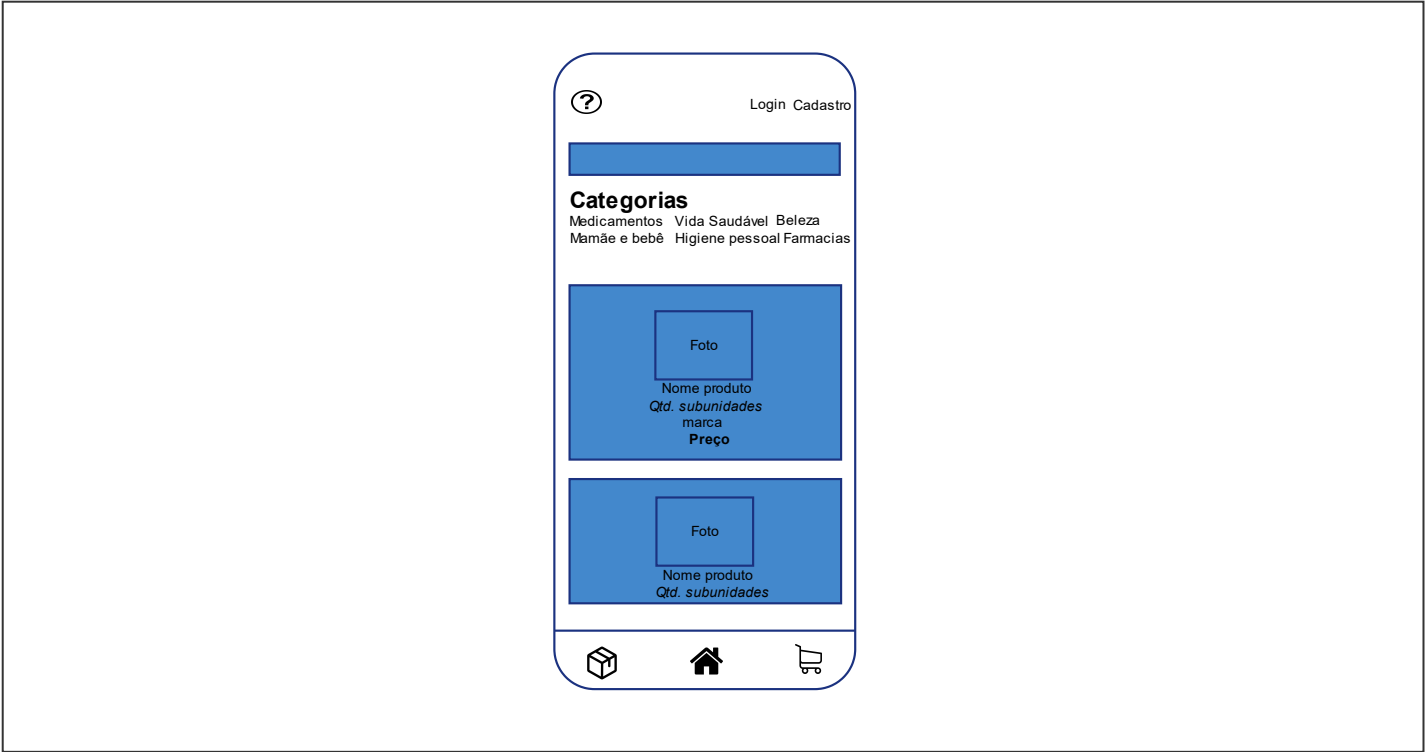 ?
Login Cadastro
Categorias
Medicamentos Vida Saudável Beleza
Mamãe e bebê Higiene pessoal Farmacias
Foto
Nome produto
Qtd. subunidades
marca
Preço
Foto
Nome produto
Qtd. subunidades